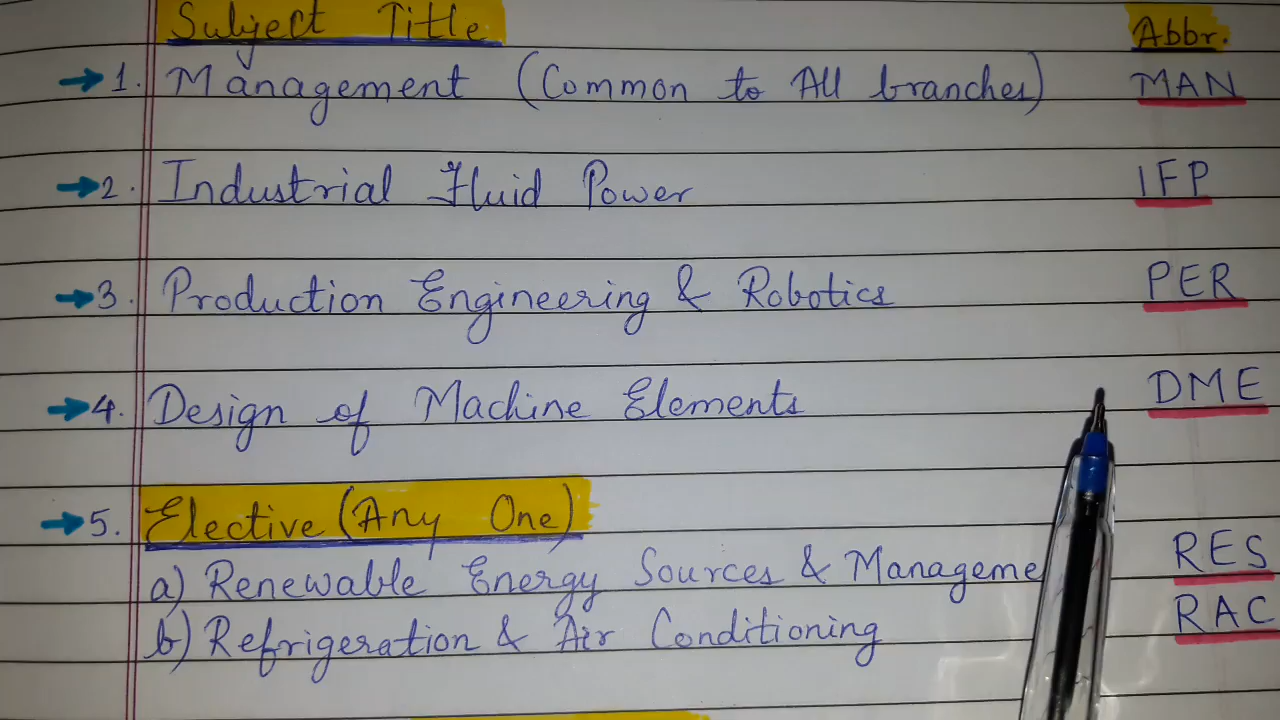 Subject Title Abbr.
→1. Management (Common to All branches) MAN
→2. Industrial Fluid Power IFP
→3. Production Engineering & Robotics PER
→4. Design of Machine Elements DME
→5. Elective (Any One)
a) Renewable Energy Sources & Manageme RES
b) Refrigeration & Air Conditioning RAC